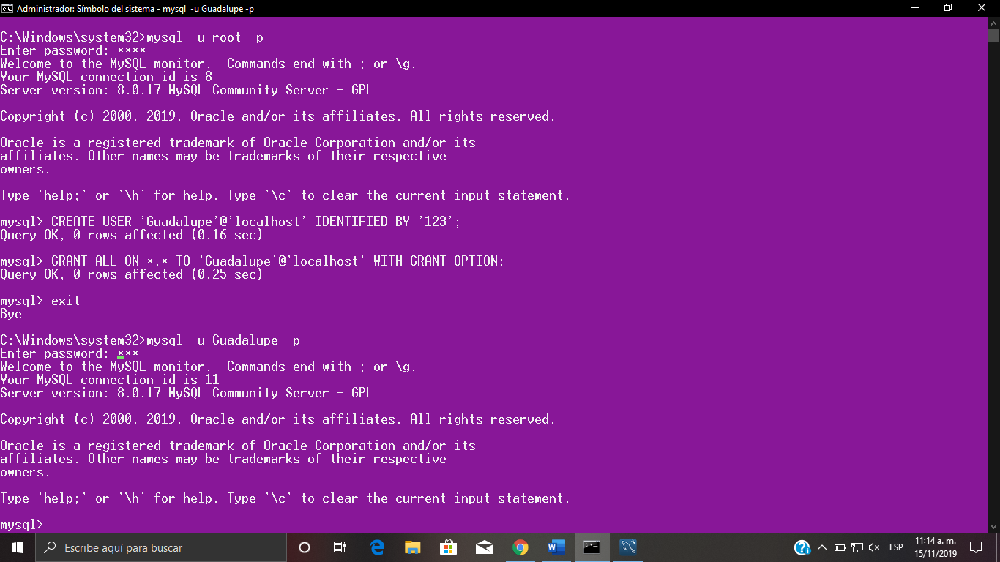 Administrador: Símbolo del sistema - mysql  -u Guadalupe -p
C:\Windows\system32>mysql -u root -p
Enter password: ****
Welcome to the MySQL monitor.  Commands end with ; or \g.
Your MySQL connection id is 8
Server version: 8.0.17 MySQL Community Server - GPL
Copyright (c) 2000, 2019, Oracle and/or its affiliates. All rights reserved.
Oracle is a registered trademark of Oracle Corporation and/or its
affiliates. Other names may be trademarks of their respective
owners.
Type 'help;' or '\h' for help. Type '\c' to clear the current input statement.
mysql> CREATE USER 'Guadalupe'@'localhost' IDENTIFIED BY '123';
Query OK, 0 rows affected (0.16 sec)
mysql> GRANT ALL ON *.* TO 'Guadalupe'@'localhost' WITH GRANT OPTION;
Query OK, 0 rows affected (0.25 sec)
mysql> exit
Bye
C:\Windows\system32>mysql -u Guadalupe -p
Enter password: ***
Welcome to the MySQL monitor.  Commands end with ; or \g.
Your MySQL connection id is 11
Server version: 8.0.17 MySQL Community Server - GPL
Copyright (c) 2000, 2019, Oracle and/or its affiliates. All rights reserved.
Oracle is a registered trademark of Oracle Corporation and/or its
affiliates. Other names may be trademarks of their respective
owners.
Type 'help;' or '\h' for help. Type '\c' to clear the current input statement.
mysql>
Escribe aquí para buscar
ESP
11:14 a. m.
15/11/2019